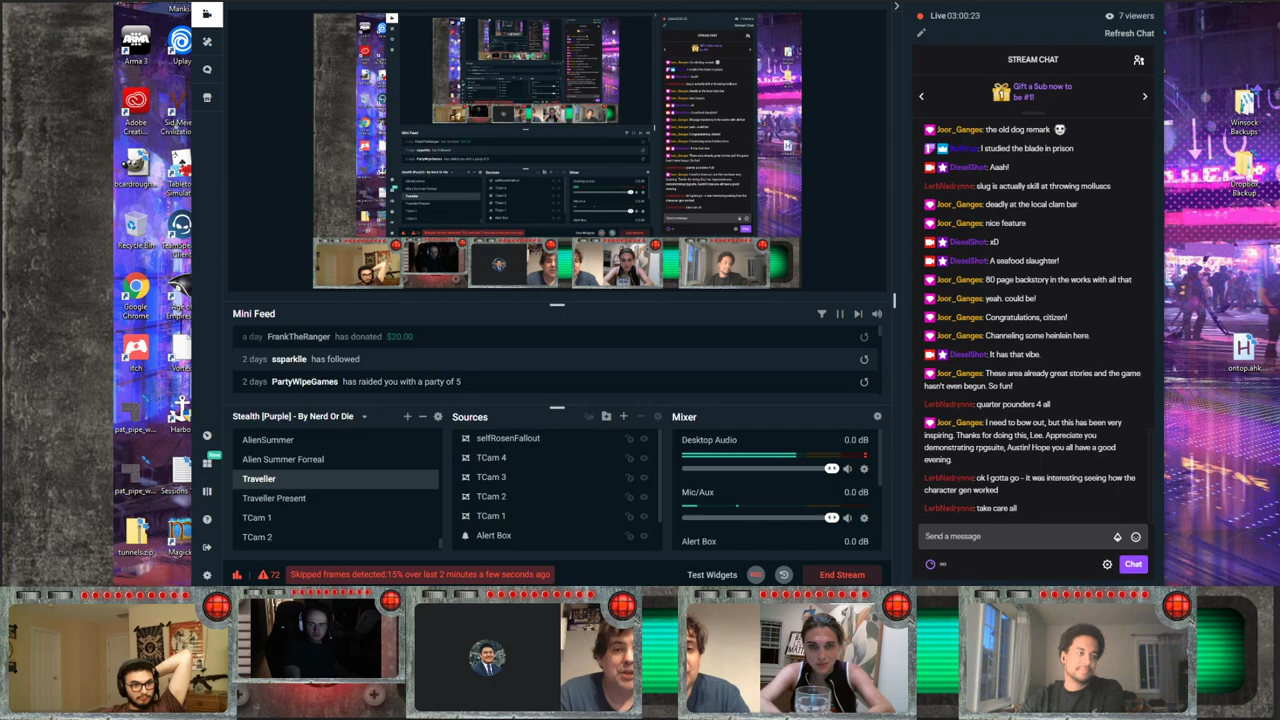 Manki...
Arma 3
Uplay
Adobe
Creati...
Sid Mei
Civilizatio
bcardrough...
Tableto
Simulat
Recycle Bin
TeamSpe
Client
Google
Chrome
Age o
Empires
itch
Vorte
pat_pipe_w...
Harbo
pat_pipe_w...
Sessions
tunnels.zip
Magick
Mini Feed
a day FrankTheRanger has donated $20.00
2 days ssparklle has followed
2 days PartyWipeGames has raided you with a party of 5
Stealth [Purple] - By Nerd Or Die
AlienSummer
Alien Summer Forreal
Traveller
Traveller Present
TCam 1
TCam 2
Sources
selfRosenFallout
TCam 4
TCam 3
TCam 2
TCam 1
Alert Box
Mixer
Desktop Audio 0.0 dB
Mic/Aux 0.0 dB
Alert Box 0.0 dB
New
72
Skipped frames detected:15% over last 2 minutes a few seconds ago
Test Widgets
REC
End Stream
Live 03:00:23
7 viewers
Refresh Chat
STREAM CHAT
Gift a Sub now to
be #1!
Joor_Ganges: the old dog remark
I studied the blade in prison
DieselShot: Aaah!
LerbNadrynne: slug is actually skill at throwing molluscs
Joor_Ganges: deadly at the local clam bar
Joor_Ganges: nice feature
DieselShot: xD
DieselShot: A seafood slaughter!
Joor_Ganges: 80 page backstory in the works with all that
Joor_Ganges: yeah. could be!
Joor_Ganges: Congratulations, citizen!
Joor_Ganges: Channeling some heinlein here.
DieselShot: It has that vibe.
Joor_Ganges: These area already great stories and the game
hasn't even begun. So fun!
LerbNadrynne: quarter pounders 4 all
Joor_Ganges: I need to bow out, but this has been very
inspiring. Thanks for doing this, Lee. Appreciate you
demonstrating rpgsuite, Austin! Hope you all have a good
evening.
LerbNadrynne: ok I gotta go - it was interesting seeing how the
character gen worked
LerbNadrynne: take care all
Send a message
∞
Chat
Winsock
Backups
Dropbox
Backup
ontop.ahk